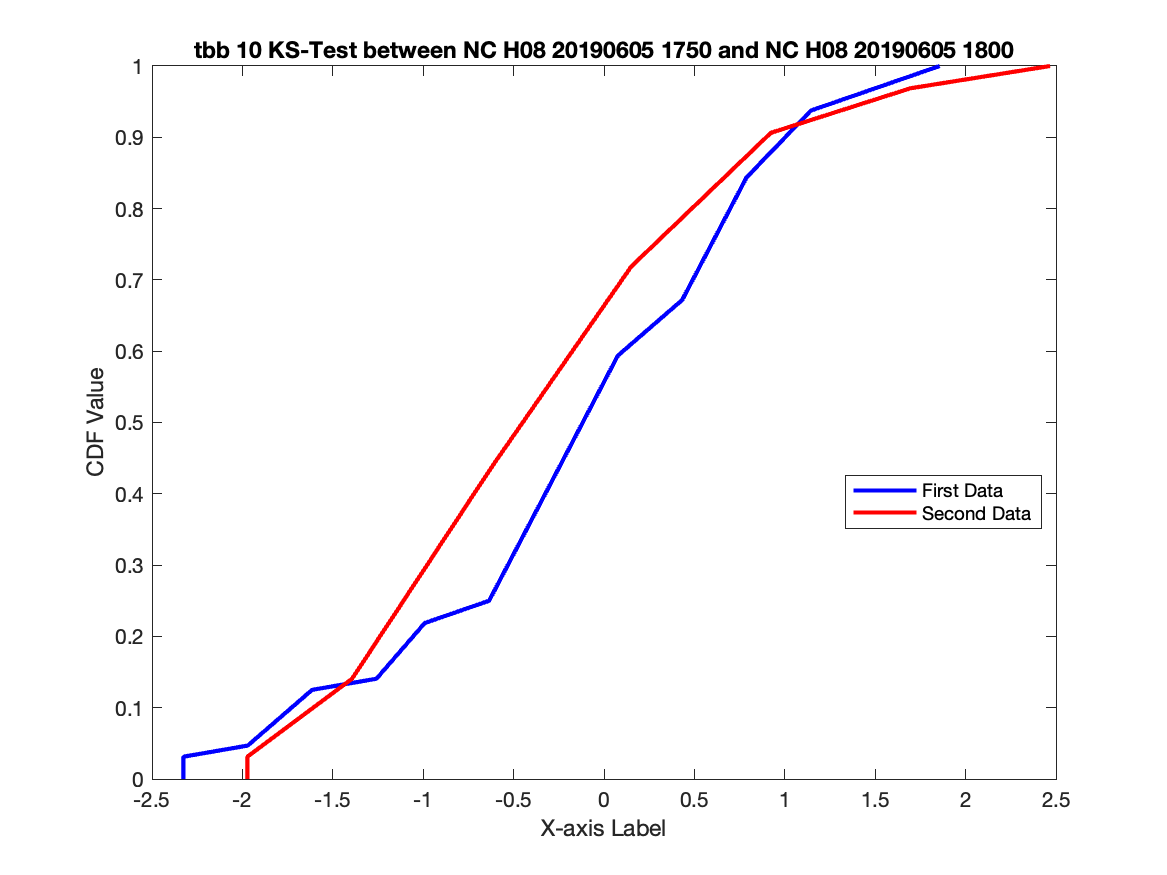 tbb 10 KS-Test between NC H08 20190605 1750 and NC H08 20190605 1800
1
0.9
0.8
0.7
0.6
0.5
0.4
0.3
0.2
0.1
0
CDF Value
First Data
Second Data
-2.5 -2 -1.5 -1 -0.5 0 0.5 1 1.5 2 2.5
X-axis Label